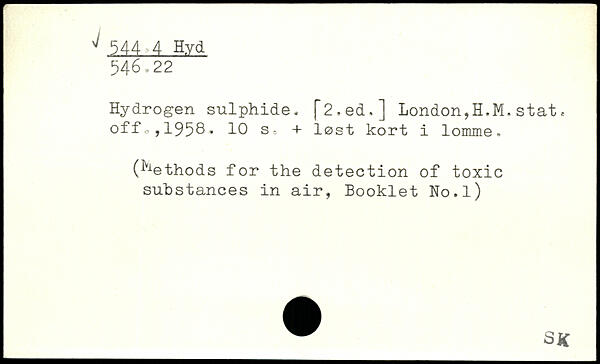 ✓ 544.4 Hyd
546.22
Hydrogen sulphide. [2.ed.] London,H.M.stat.
off.,1958. 10 s. + løst kort i lomme.
(Methods for the detection of toxic
substances in air, Booklet No.1)
SK